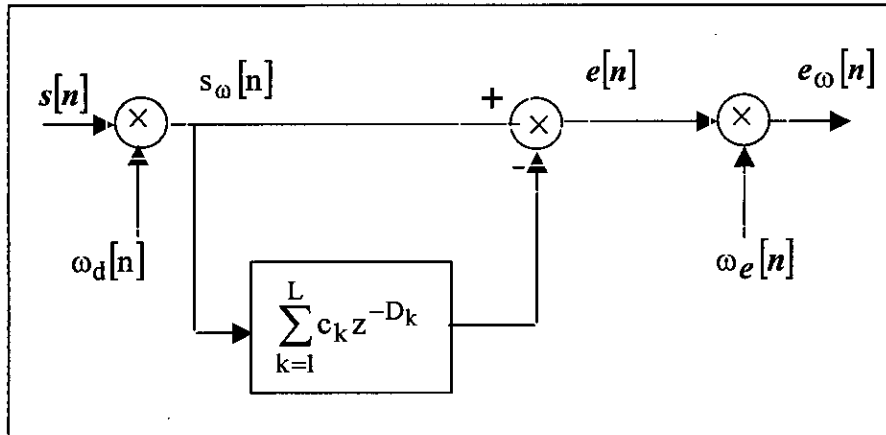 s[n]
s_ω[n]
+
e[n]
e_ω[n]
×
×
×
-
ω_d[n]
ω_e[n]
L
∑ c_k z^{-D_k}
k=1